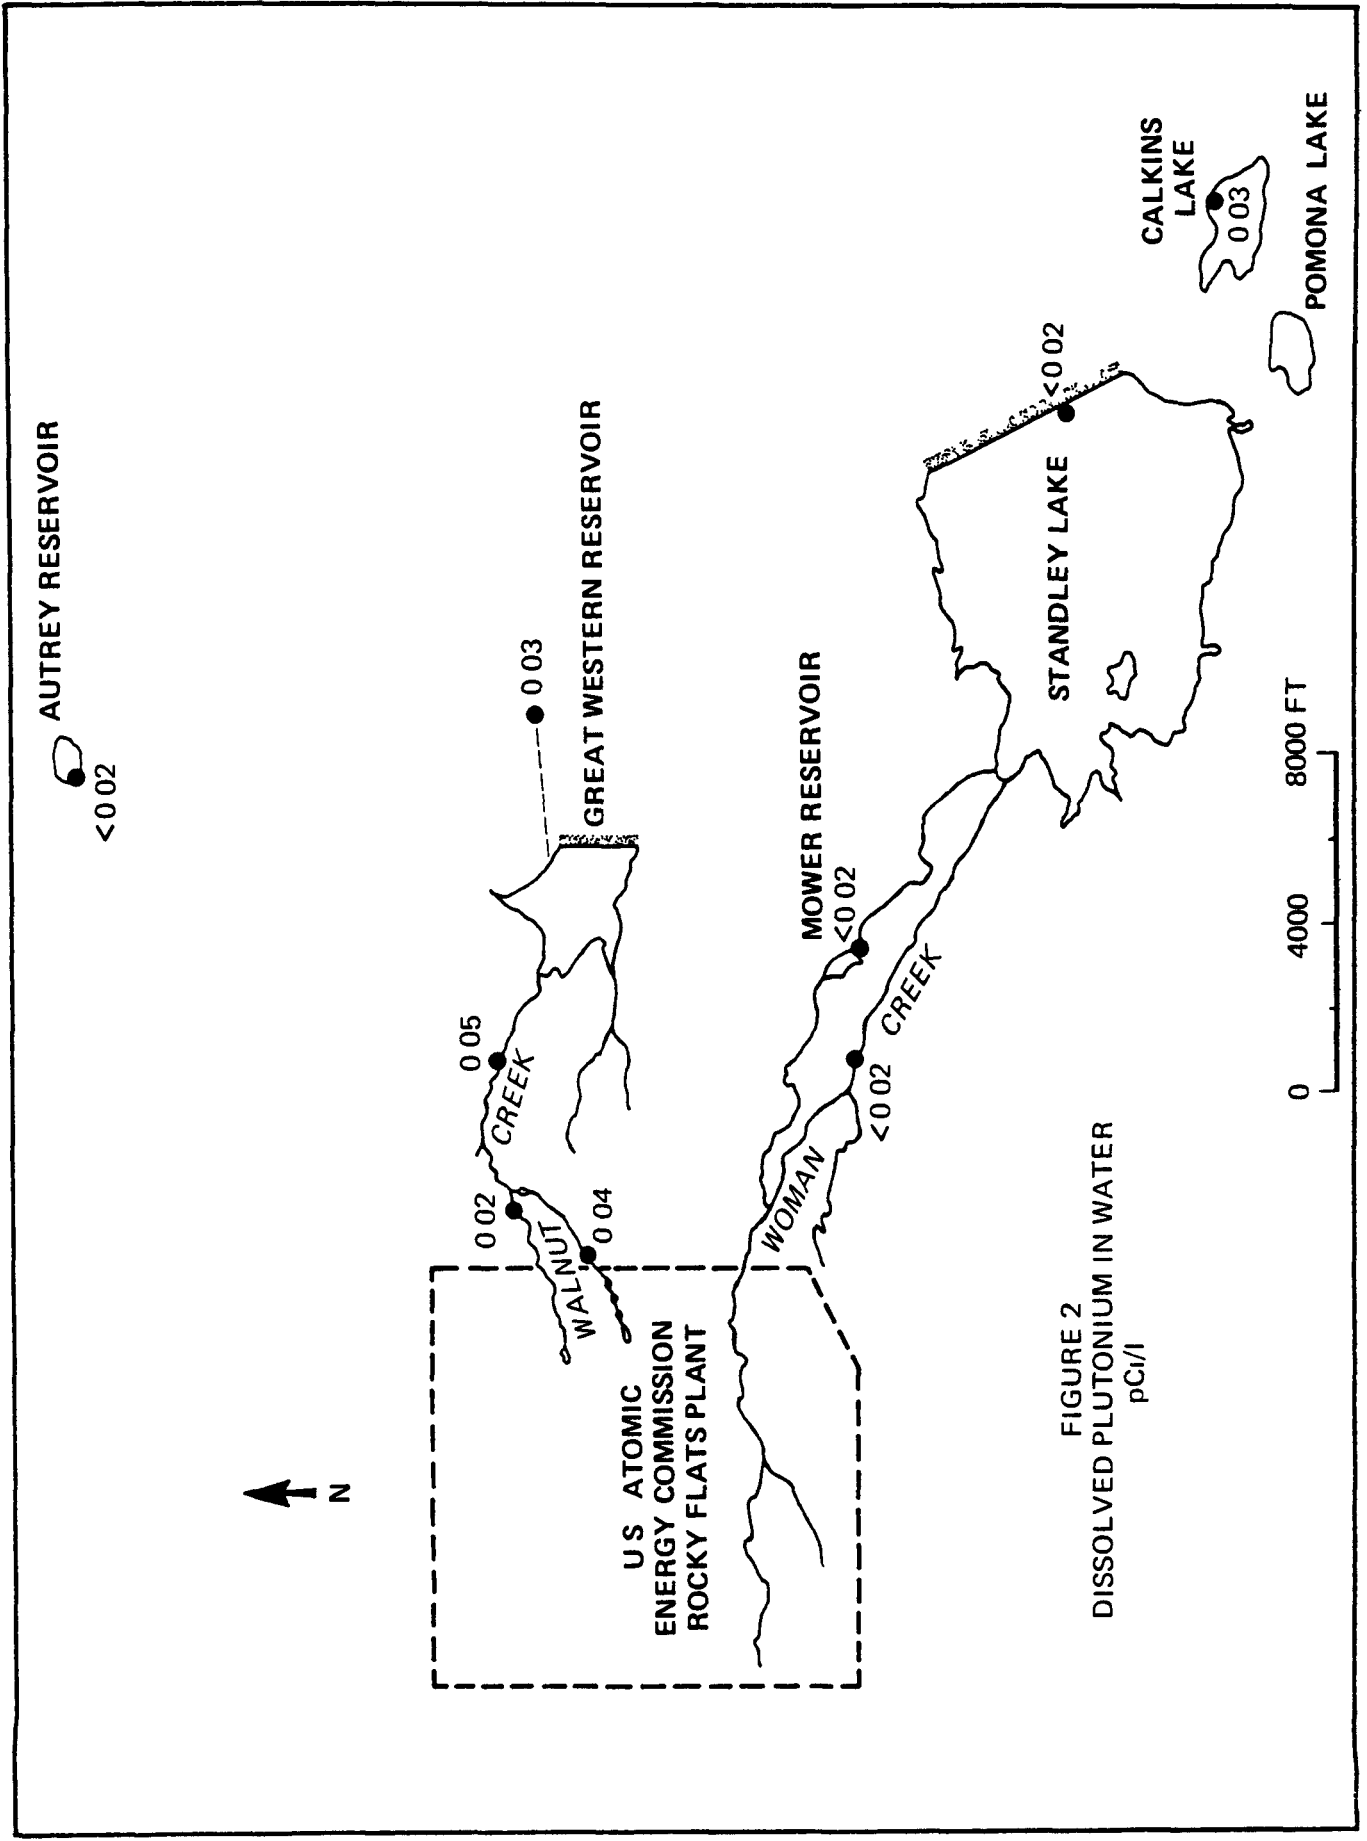 AUTREY RESERVOIR
<0 02
0 03
GREAT WESTERN RESERVOIR
0 05
CREEK
0 02
WALNUT
0 04
N
U S ATOMIC
ENERGY COMMISSION
ROCKY FLATS PLANT
MOWER RESERVOIR
<0 02
CREEK
<0 02
WOMAN
STANDLEY LAKE
<0 02
CALKINS
LAKE
0 03
POMONA LAKE
0 4000 8000 FT
FIGURE 2
DISSOLVED PLUTONIUM IN WATER
pCi/l